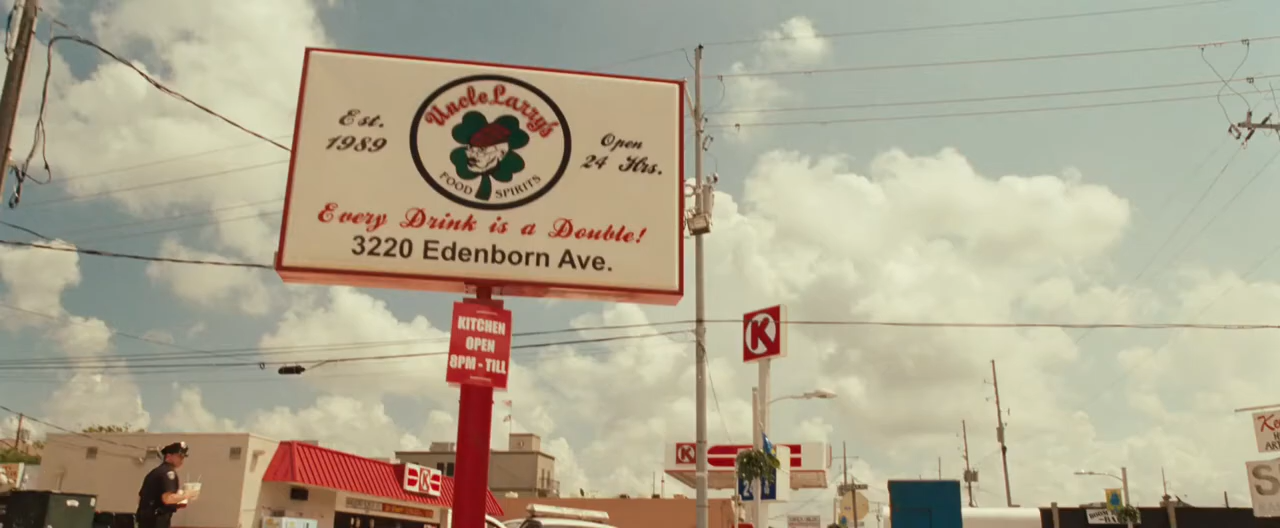 Uncle Larry's
Est.
1989
Open
24 Hrs.
FOOD SPIRITS
Every Drink is a Double!
3220 Edenborn Ave.
KITCHEN
OPEN
8PM - TILL
K
K
K